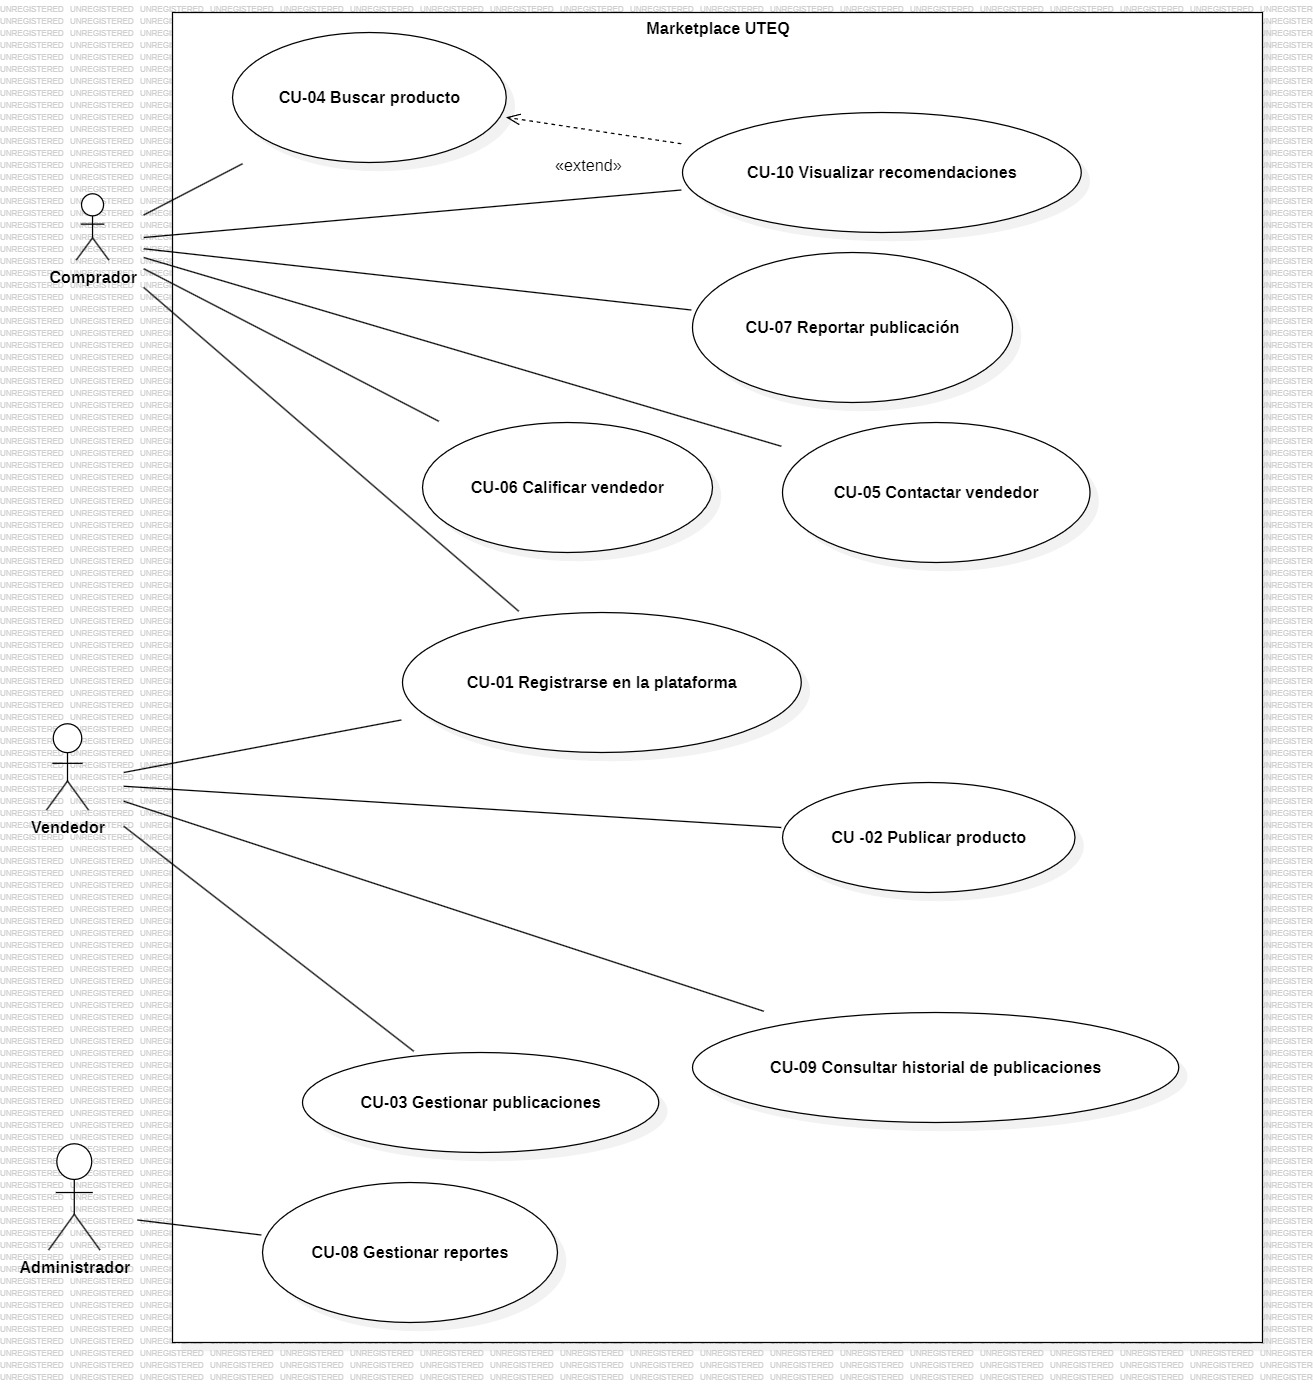 Marketplace UTEQ
CU-04 Buscar producto
«extend»
CU-10 Visualizar recomendaciones
Comprador
CU-07 Reportar publicación
CU-06 Calificar vendedor
CU-05 Contactar vendedor
CU-01 Registrarse en la plataforma
Vendedor
CU -02 Publicar producto
CU-09 Consultar historial de publicaciones
CU-03 Gestionar publicaciones
Administrador
CU-08 Gestionar reportes
UNREGISTERED